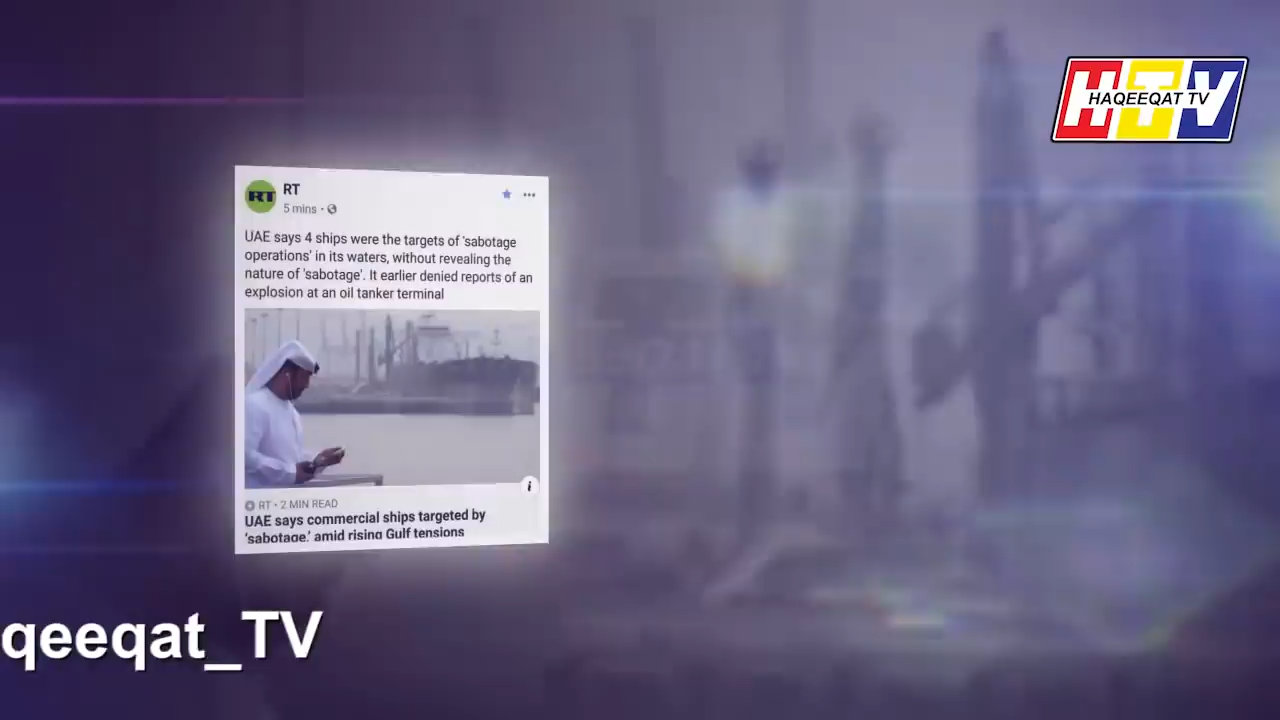 HTV
HAQEEQAT TV
RT
RT
5 mins ·
UAE says 4 ships were the targets of 'sabotage
operations' in its waters, without revealing the
nature of 'sabotage'. It earlier denied reports of an
explosion at an oil tanker terminal
i
RT • 2 MIN READ
UAE says commercial ships targeted by
'sabotage,' amid rising Gulf tensions
qeeqat_TV